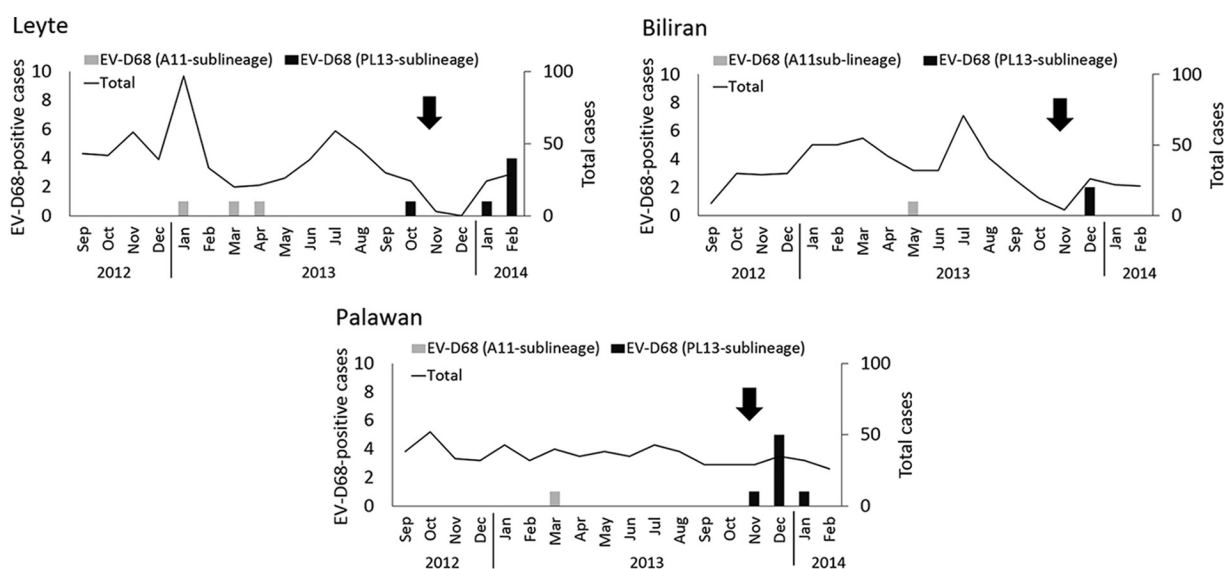 Leyte
EV-D68 (A11-sublineage) EV-D68 (PL13-sublineage)
Total
EV-D68-positive cases
10
8
6
4
2
0
100
50
0
Total cases
Sep Oct Nov Dec Jan Feb Mar Apr May Jun Jul Aug Sep Oct Nov Dec Jan Feb
2012 2013 2014
Biliran
EV-D68 (A11sub-lineage) EV-D68 (PL13-sublineage)
Total
EV-D68-positive cases
10
8
6
4
2
0
100
50
0
Total cases
Sep Oct Nov Dec Jan Feb Mar Apr May Jun Jul Aug Sep Oct Nov Dec Jan Feb
2012 2013 2014
Palawan
EV-D68 (A11-sublineage) EV-D68 (PL13-sublineage)
Total
EV-D68-positive cases
10
8
6
4
2
0
100
50
0
Total cases
Sep Oct Nov Dec Jan Feb Mar Apr May Jun Jul Aug Sep Oct Nov Dec Jan Feb
2012 2013 2014